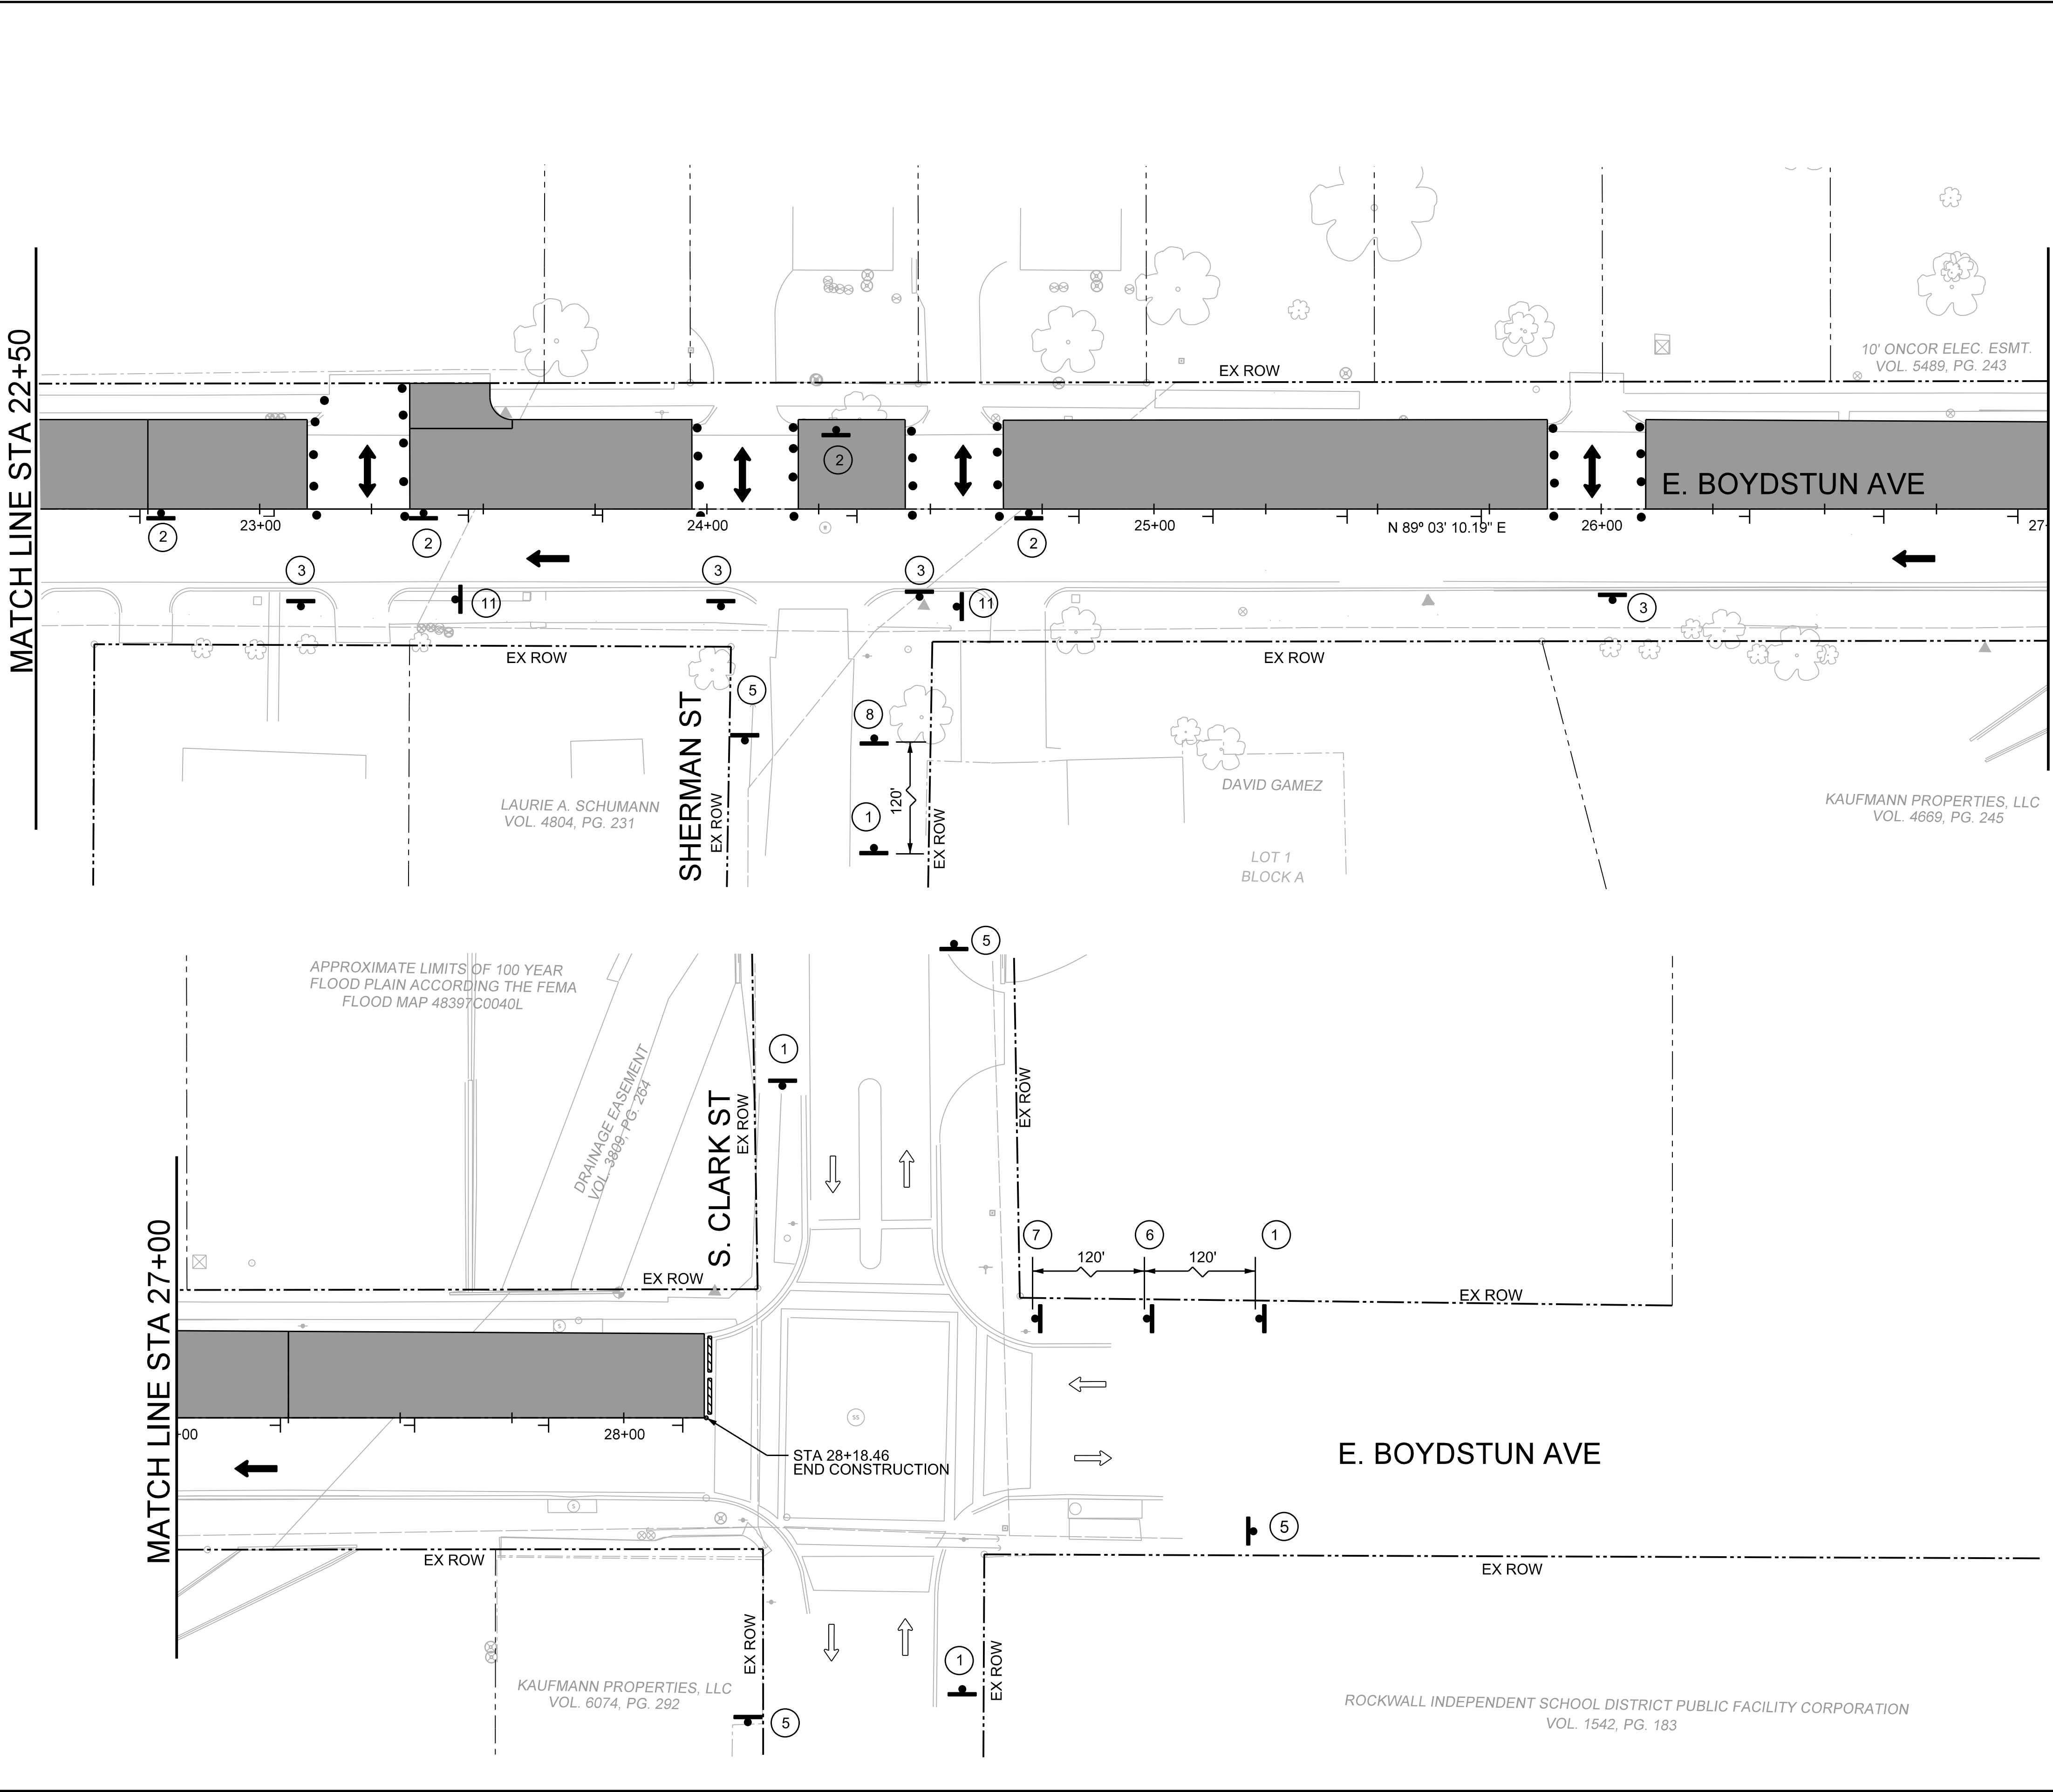 MATCH LINE STA 22+50
10' ONCOR ELEC. ESMT.
VOL. 5489, PG. 243
EX ROW
2
E. BOYDSTUN AVE
23+00
24+00
25+00
N 89° 03' 10.19" E
26+00
27+
2
2
2
3
3
3
11
11
3
EX ROW
EX ROW
SHERMAN ST
EX ROW
5
8
120'
1
EX ROW
LAURIE A. SCHUMANN
VOL. 4804, PG. 231
DAVID GAMEZ
LOT 1
BLOCK A
KAUFMANN PROPERTIES, LLC
VOL. 4669, PG. 245
5
APPROXIMATE LIMITS OF 100 YEAR
FLOOD PLAIN ACCORDING THE FEMA
FLOOD MAP 48397C0040L
1
DRAINAGE EASEMENT
VOL. 3809, PG. 264
S. CLARK ST
EX ROW
EX ROW
7
6
1
120'
120'
MATCH LINE STA 27+00
EX ROW
EX ROW
S
SS
+00
28+00
STA 28+18.46
END CONSTRUCTION
E. BOYDSTUN AVE
S
5
EX ROW
EX ROW
EX ROW
1
EX ROW
KAUFMANN PROPERTIES, LLC
VOL. 6074, PG. 292
5
ROCKWALL INDEPENDENT SCHOOL DISTRICT PUBLIC FACILITY CORPORATION
VOL. 1542, PG. 183